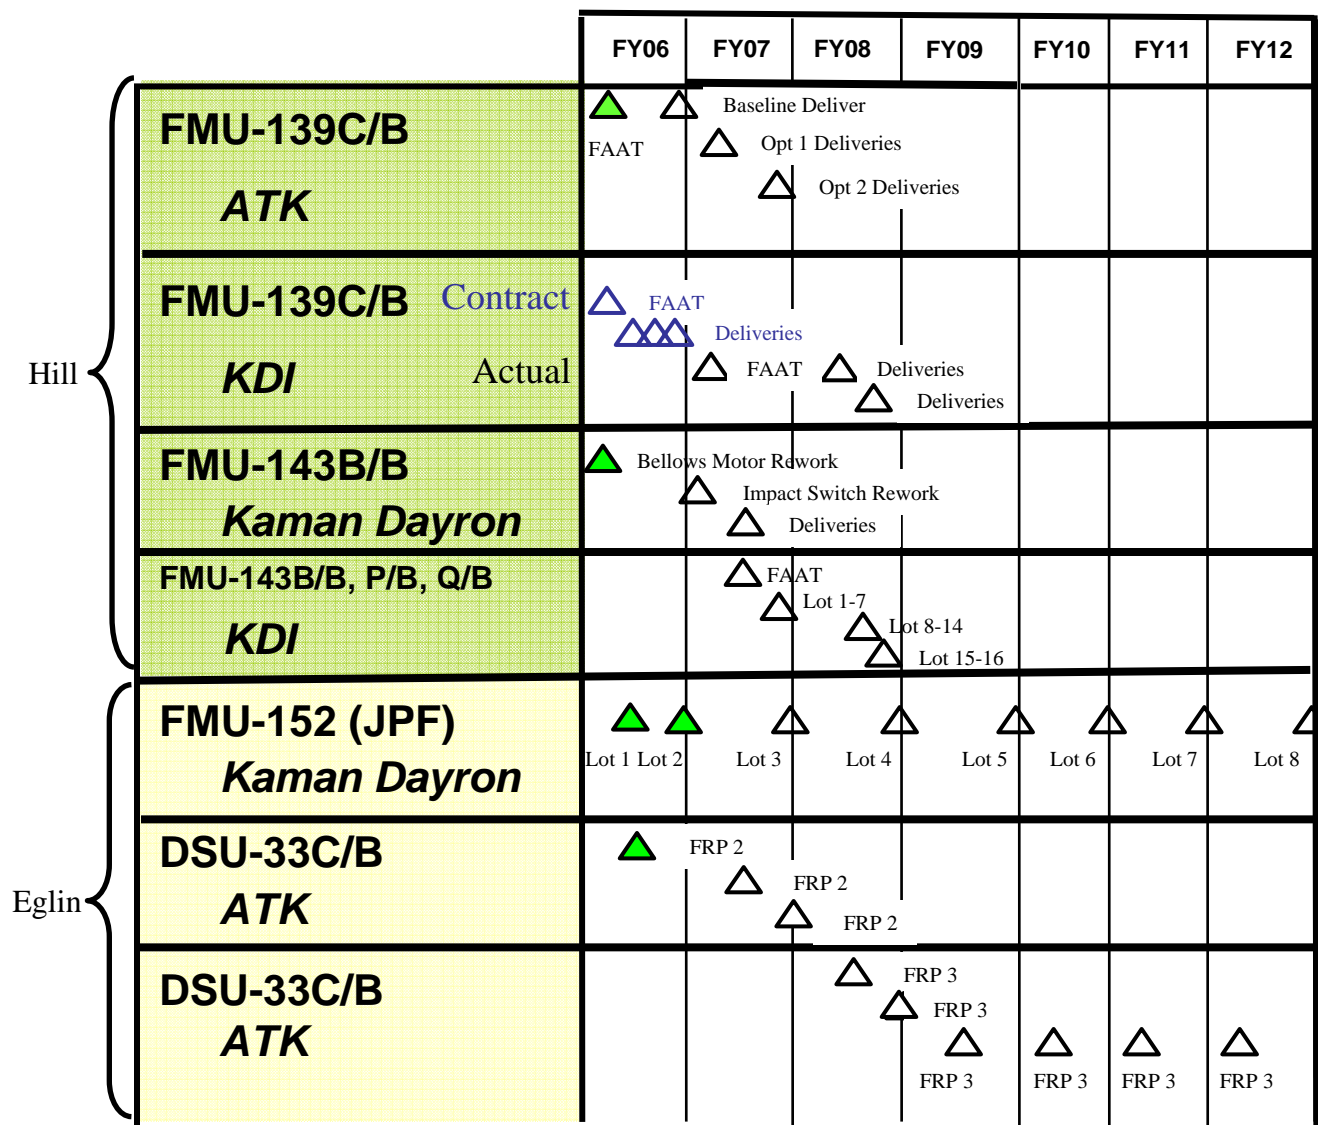 FY06 FY07 FY08 FY09 FY10 FY11 FY12
Hill
FMU-139C/B
ATK
Baseline Deliver
FAAT
Opt 1 Deliveries
Opt 2 Deliveries
FMU-139C/B Contract
FAAT
Deliveries
KDI Actual
FAAT Deliveries
Deliveries
FMU-143B/B
Kaman Dayron
Bellows Motor Rework
Impact Switch Rework
Deliveries
FMU-143B/B, P/B, Q/B
KDI
FAAT
Lot 1-7
Lot 8-14
Lot 15-16
Eglin
FMU-152 (JPF)
Kaman Dayron
Lot 1 Lot 2 Lot 3 Lot 4 Lot 5 Lot 6 Lot 7 Lot 8
DSU-33C/B
ATK
FRP 2
FRP 2
FRP 2
DSU-33C/B
ATK
FRP 3
FRP 3
FRP 3 FRP 3 FRP 3 FRP 3